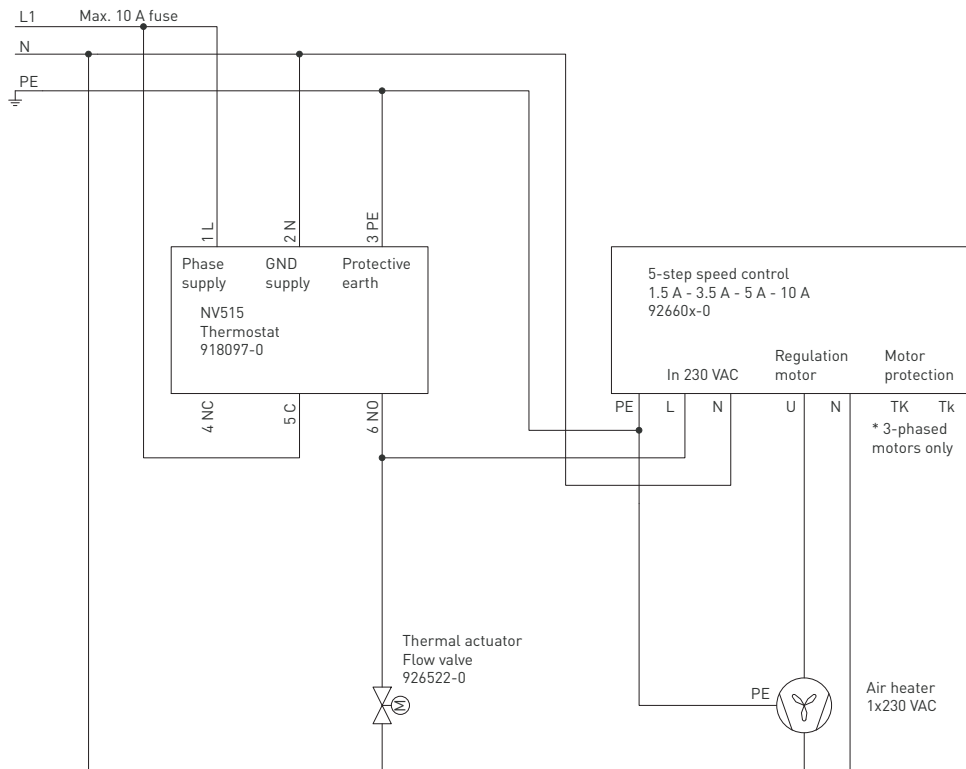 L1 Max. 10 A fuse
N
PE
1 L
2 N
3 PE
Phase
supply
GND
supply
Protective
earth
NV515
Thermostat
918097-0
4 NC
5 C
6 NO
5-step speed control
1.5 A - 3.5 A - 5 A - 10 A
92660x-0
In 230 VAC
Regulation
motor
Motor
protection
PE L N U N TK Tk
* 3-phased
motors only
Thermal actuator
Flow valve
926522-0
M
PE
Air heater
1x230 VAC